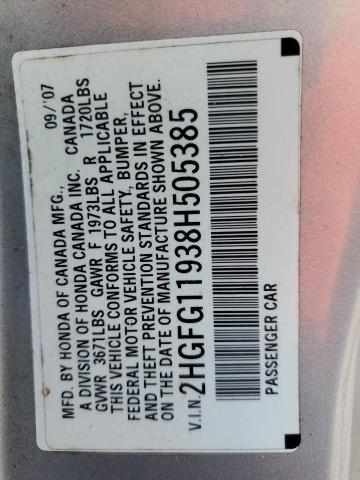 MFD. BY HONDA OF CANADA MFG., 09/'07
A DIVISION OF HONDA CANADA INC. CANADA
GVWR 3671LBS GAWR F 1973LBS R 1720LBS
THIS VEHICLE CONFORMS TO ALL APPLICABLE
FEDERAL MOTOR VEHICLE SAFETY, BUMPER,
AND THEFT PREVENTION STANDARDS IN EFFECT
ON THE DATE OF MANUFACTURE SHOWN ABOVE.
V.I.N. 2HGFG11938H505385
PASSENGER CAR